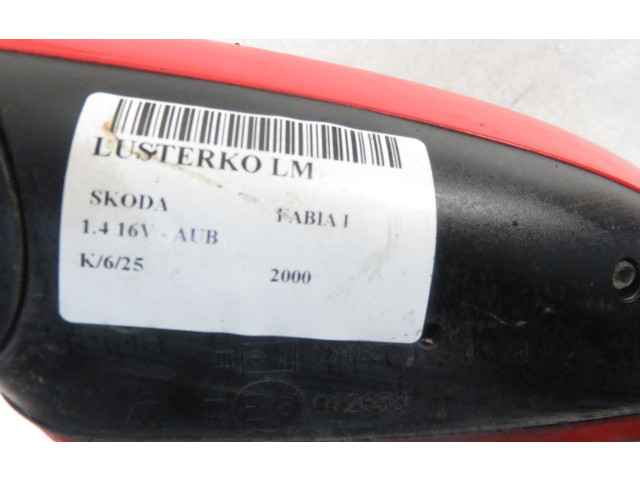 LUSTERKO LM
SKODA FABIA I
1.4 16V - AUB
K/6/25 2000